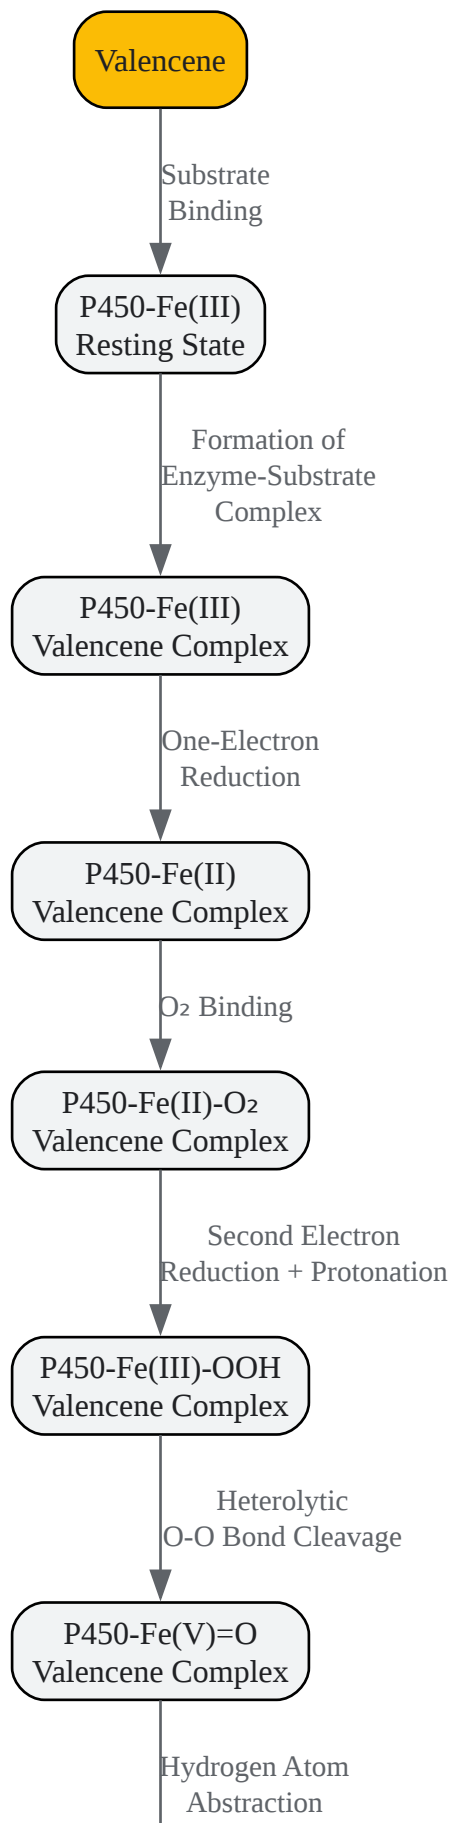 Valencene
Substrate
Binding
P450-Fe(III)
Resting State
Formation of
Enzyme-Substrate
Complex
P450-Fe(III)
Valencene Complex
One-Electron
Reduction
P450-Fe(II)
Valencene Complex
O₂ Binding
P450-Fe(II)-O₂
Valencene Complex
Second Electron
Reduction + Protonation
P450-Fe(III)-OOH
Valencene Complex
Heterolytic
O-O Bond Cleavage
P450-Fe(V)=O
Valencene Complex
Hydrogen Atom
Abstraction